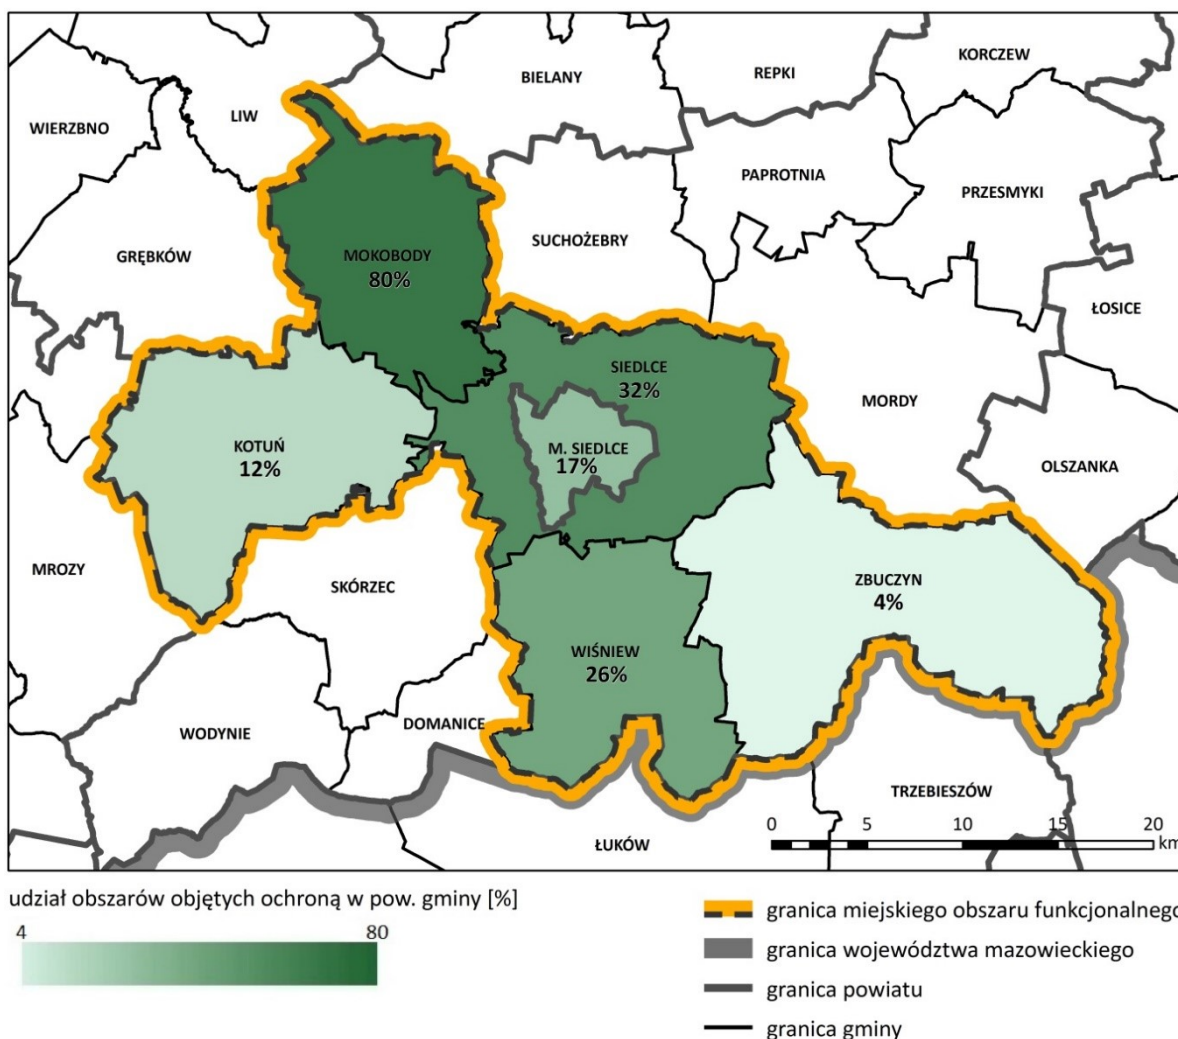 KORCZEW
REPKI
BIELANY
LIW
WIERZBNO
PAPROTNIA
PRZESMYKI
SUCHOŻEBRY
MOKOBODY
80%
GRĘBKÓW
ŁOSICE
SIEDLCE
32%
MORDY
KOTUŃ
12%
M. SIEDLCE
17%
OLSZANKA
MROZY
SKÓRZEC
ZBUCZYN
4%
WIŚNIEW
26%
DOMANICE
WODYNIE
TRZEBIESZÓW
ŁUKÓW
0 5 10 15 20
km
udział obszarów objętych ochroną w pow. gminy [%]
4 80
granica miejskiego obszaru funkcjonalnego
granica województwa mazowieckiego
granica powiatu
granica gminy